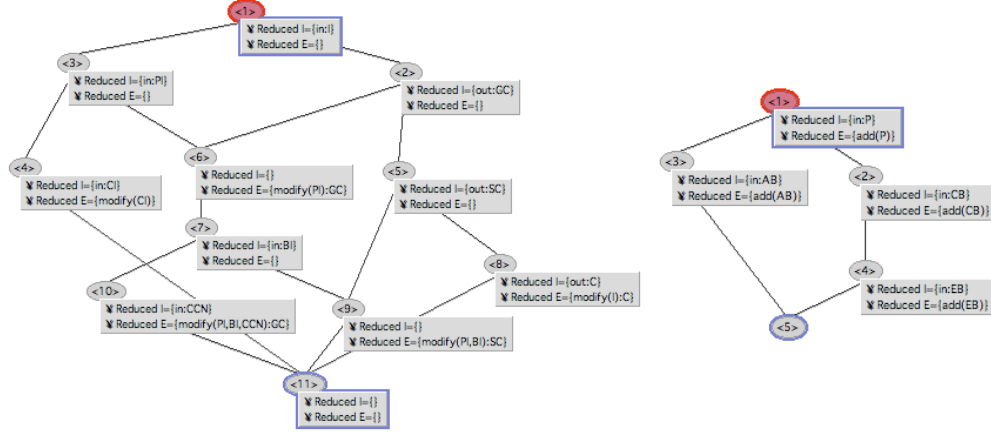 <1>
¥ Reduced I={in:I}
¥ Reduced E={}
<3>
¥ Reduced I={in:PI}
¥ Reduced E={}
<2>
¥ Reduced I={out:GC}
¥ Reduced E={}
<4>
¥ Reduced I={in:CI}
¥ Reduced E={modify(CI)}
<6>
¥ Reduced I={}
¥ Reduced E={modify(PI):GC}
<5>
¥ Reduced I={out:SC}
¥ Reduced E={}
<7>
¥ Reduced I={in:BI}
¥ Reduced E={}
<8>
¥ Reduced I={out:C}
¥ Reduced E={modify(I):C}
<10>
¥ Reduced I={in:CCN}
¥ Reduced E={modify(PI,BI,CCN):GC}
<9>
¥ Reduced I={}
¥ Reduced E={modify(PI,BI):SC}
<11>
¥ Reduced I={}
¥ Reduced E={}
<1>
¥ Reduced I={in:P}
¥ Reduced E={add(P)}
<3>
¥ Reduced I={in:AB}
¥ Reduced E={add(AB)}
<2>
¥ Reduced I={in:CB}
¥ Reduced E={add(CB)}
<4>
¥ Reduced I={in:EB}
¥ Reduced E={add(EB)}
<5>